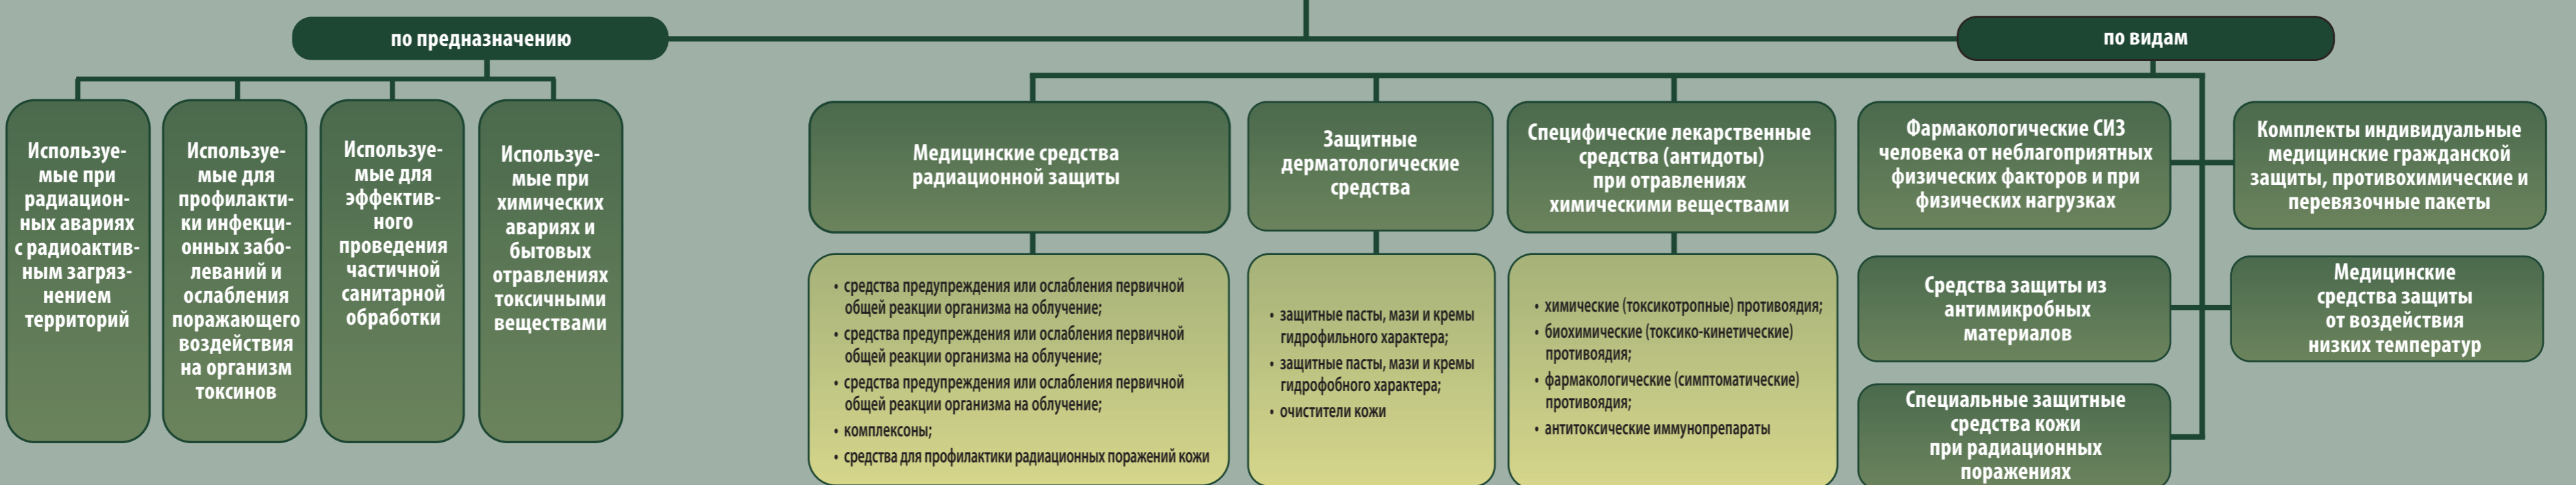 по предназначению
по видам
Используе-
мые при
радиацион-
ных авариях
с радиоактив-
ным загряз-
нением
территорий
Используе-
мые для
профилакти-
ки инфекци-
онных забо-
леваний и
ослабления
поражающего
воздействия
на организм
токсинов
Используе-
мые для
эффектив-
ного
проведения
частичной
санитарной
обработки
Используе-
мые при
химических
авариях и
бытовых
отравлениях
токсичными
веществами
Медицинские средства
радиационной защиты
• средства предупреждения или ослабления первичной
общей реакции организма на облучение;
• средства предупреждения или ослабления первичной
общей реакции организма на облучение;
• средства предупреждения или ослабления первичной
общей реакции организма на облучение;
• комплексоны;
• средства для профилактики радиационных поражений кожи
Защитные
дерматологические
средства
• защитные пасты, мази и кремы
гидрофильного характера;
• защитные пасты, мази и кремы
гидрофобного характера;
• очистители кожи
Специфические лекарственные
средства (антидоты)
при отравлениях
химическими веществами
• химические (токсикотропные) противоядия;
• биохимические (токсико-кинетические)
противоядия;
• фармакологические (симптоматические)
противоядия;
• антитоксические иммунопрепараты
Фармакологические СИЗ
человека от неблагоприятных
физических факторов и при
физических нагрузках
Комплекты индивидуальные
медицинские гражданской
защиты, противохимические и
перевязочные пакеты
Средства защиты из
антимикробных
материалов
Медицинские
средства защиты
от воздействия
низких температур
Специальные защитные
средства кожи
при радиационных
поражениях